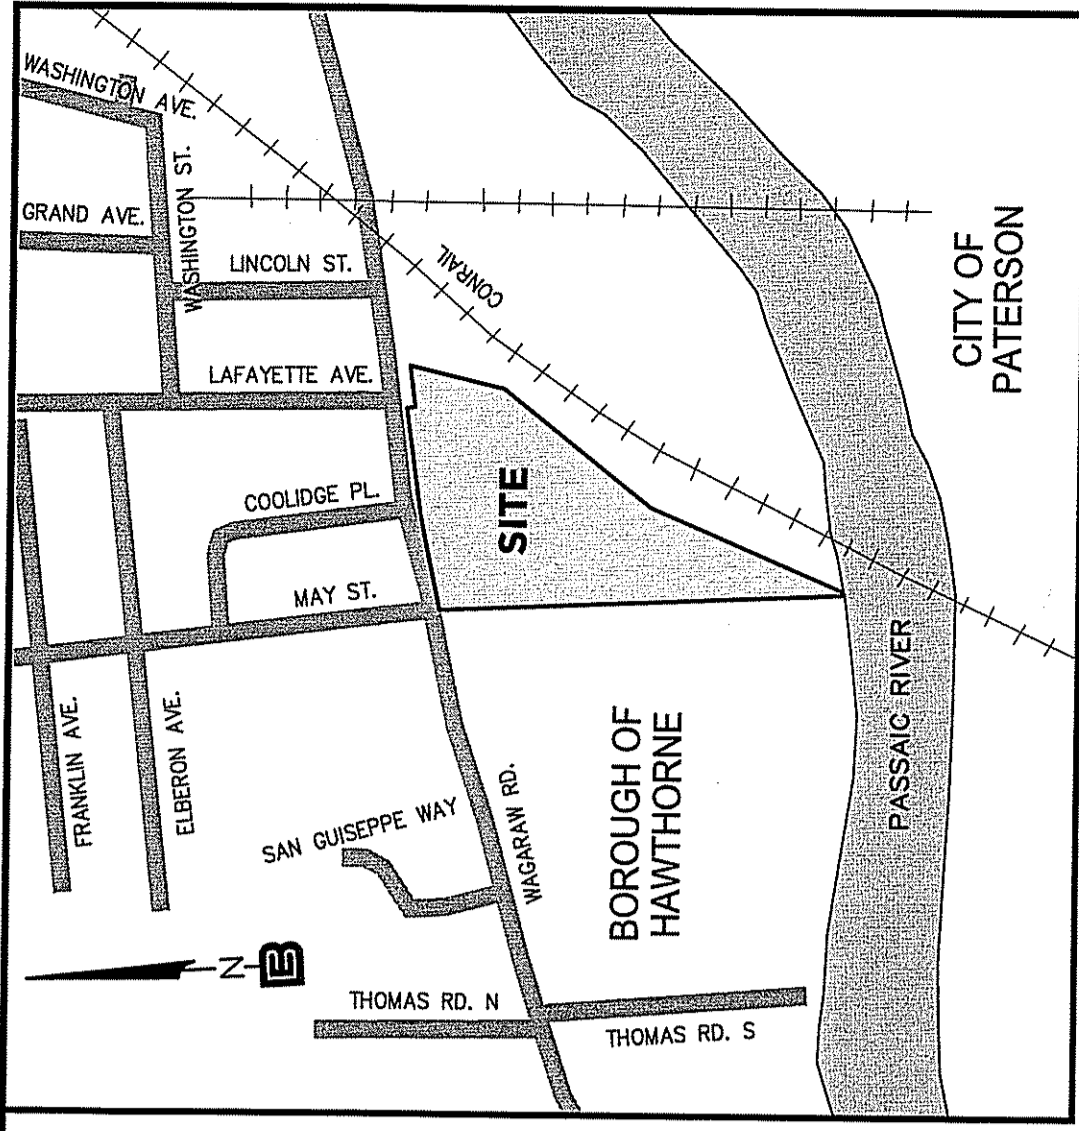 WASHINGTON AVE.
WASHINGTON ST.
GRAND AVE.
LINCOLN ST.
LAFAYETTE AVE.
CONRAIL
COOLIDGE PL.
MAY ST.
SITE
CITY OF
PATERSON
FRANKLIN AVE.
ELBERON AVE.
SAN GUISEPPE WAY
WAGARAW RD.
BOROUGH OF
HAWTHORNE
PASSAIC RIVER
N
B
THOMAS RD. N
THOMAS RD. S